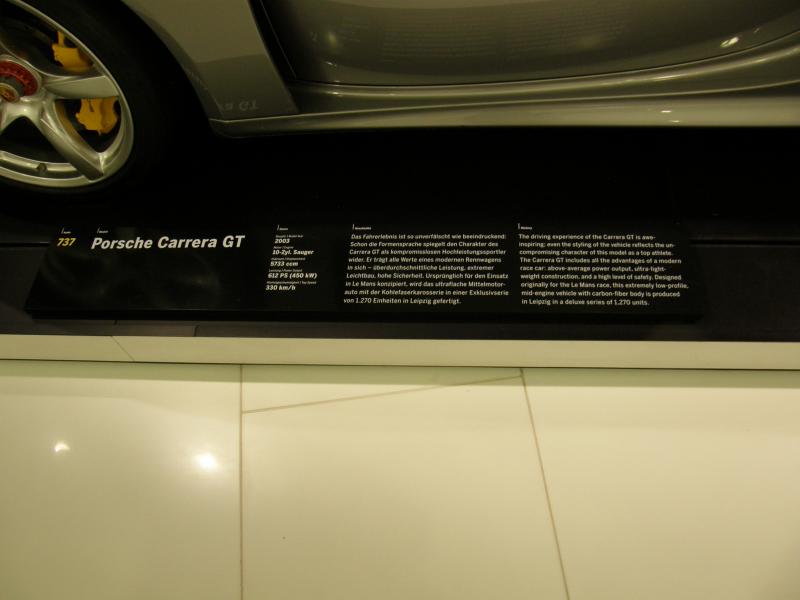 737
Porsche Carrera GT
2003
10-Zyl. Sauger
5733 ccm
612 PS (450 kW)
330 km/h
Das Fahrerlebnis ist so unverfälscht wie beeindruckend:
Schon die Formensprache spiegelt den Charakter des
Carrera GT als kompromisslosen Hochleistungssportler
wider. Er trägt alle Werte eines modernen Rennwagens
in sich – überdurchschnittliche Leistung, extremer
Leichtbau, hohe Sicherheit. Ursprünglich für den Einsatz
in Le Mans konzipiert, wird das ultraflache Mittelmotor-
auto mit der Kohlefaserkarosserie in einer Exklusivserie
von 1.270 Einheiten in Leipzig gefertigt.
The driving experience of the Carrera GT is awe-
inspiring; even the styling of the vehicle reflects the un-
compromising character of this model as a top athlete.
The Carrera GT includes all the advantages of a modern
race car: above-average power output, ultra-light-
weight construction, and a high level of safety. Designed
originally for the Le Mans race, this extremely low-profile,
mid-engine vehicle with carbon-fiber body is produced
in Leipzig in a deluxe series of 1,270 units.